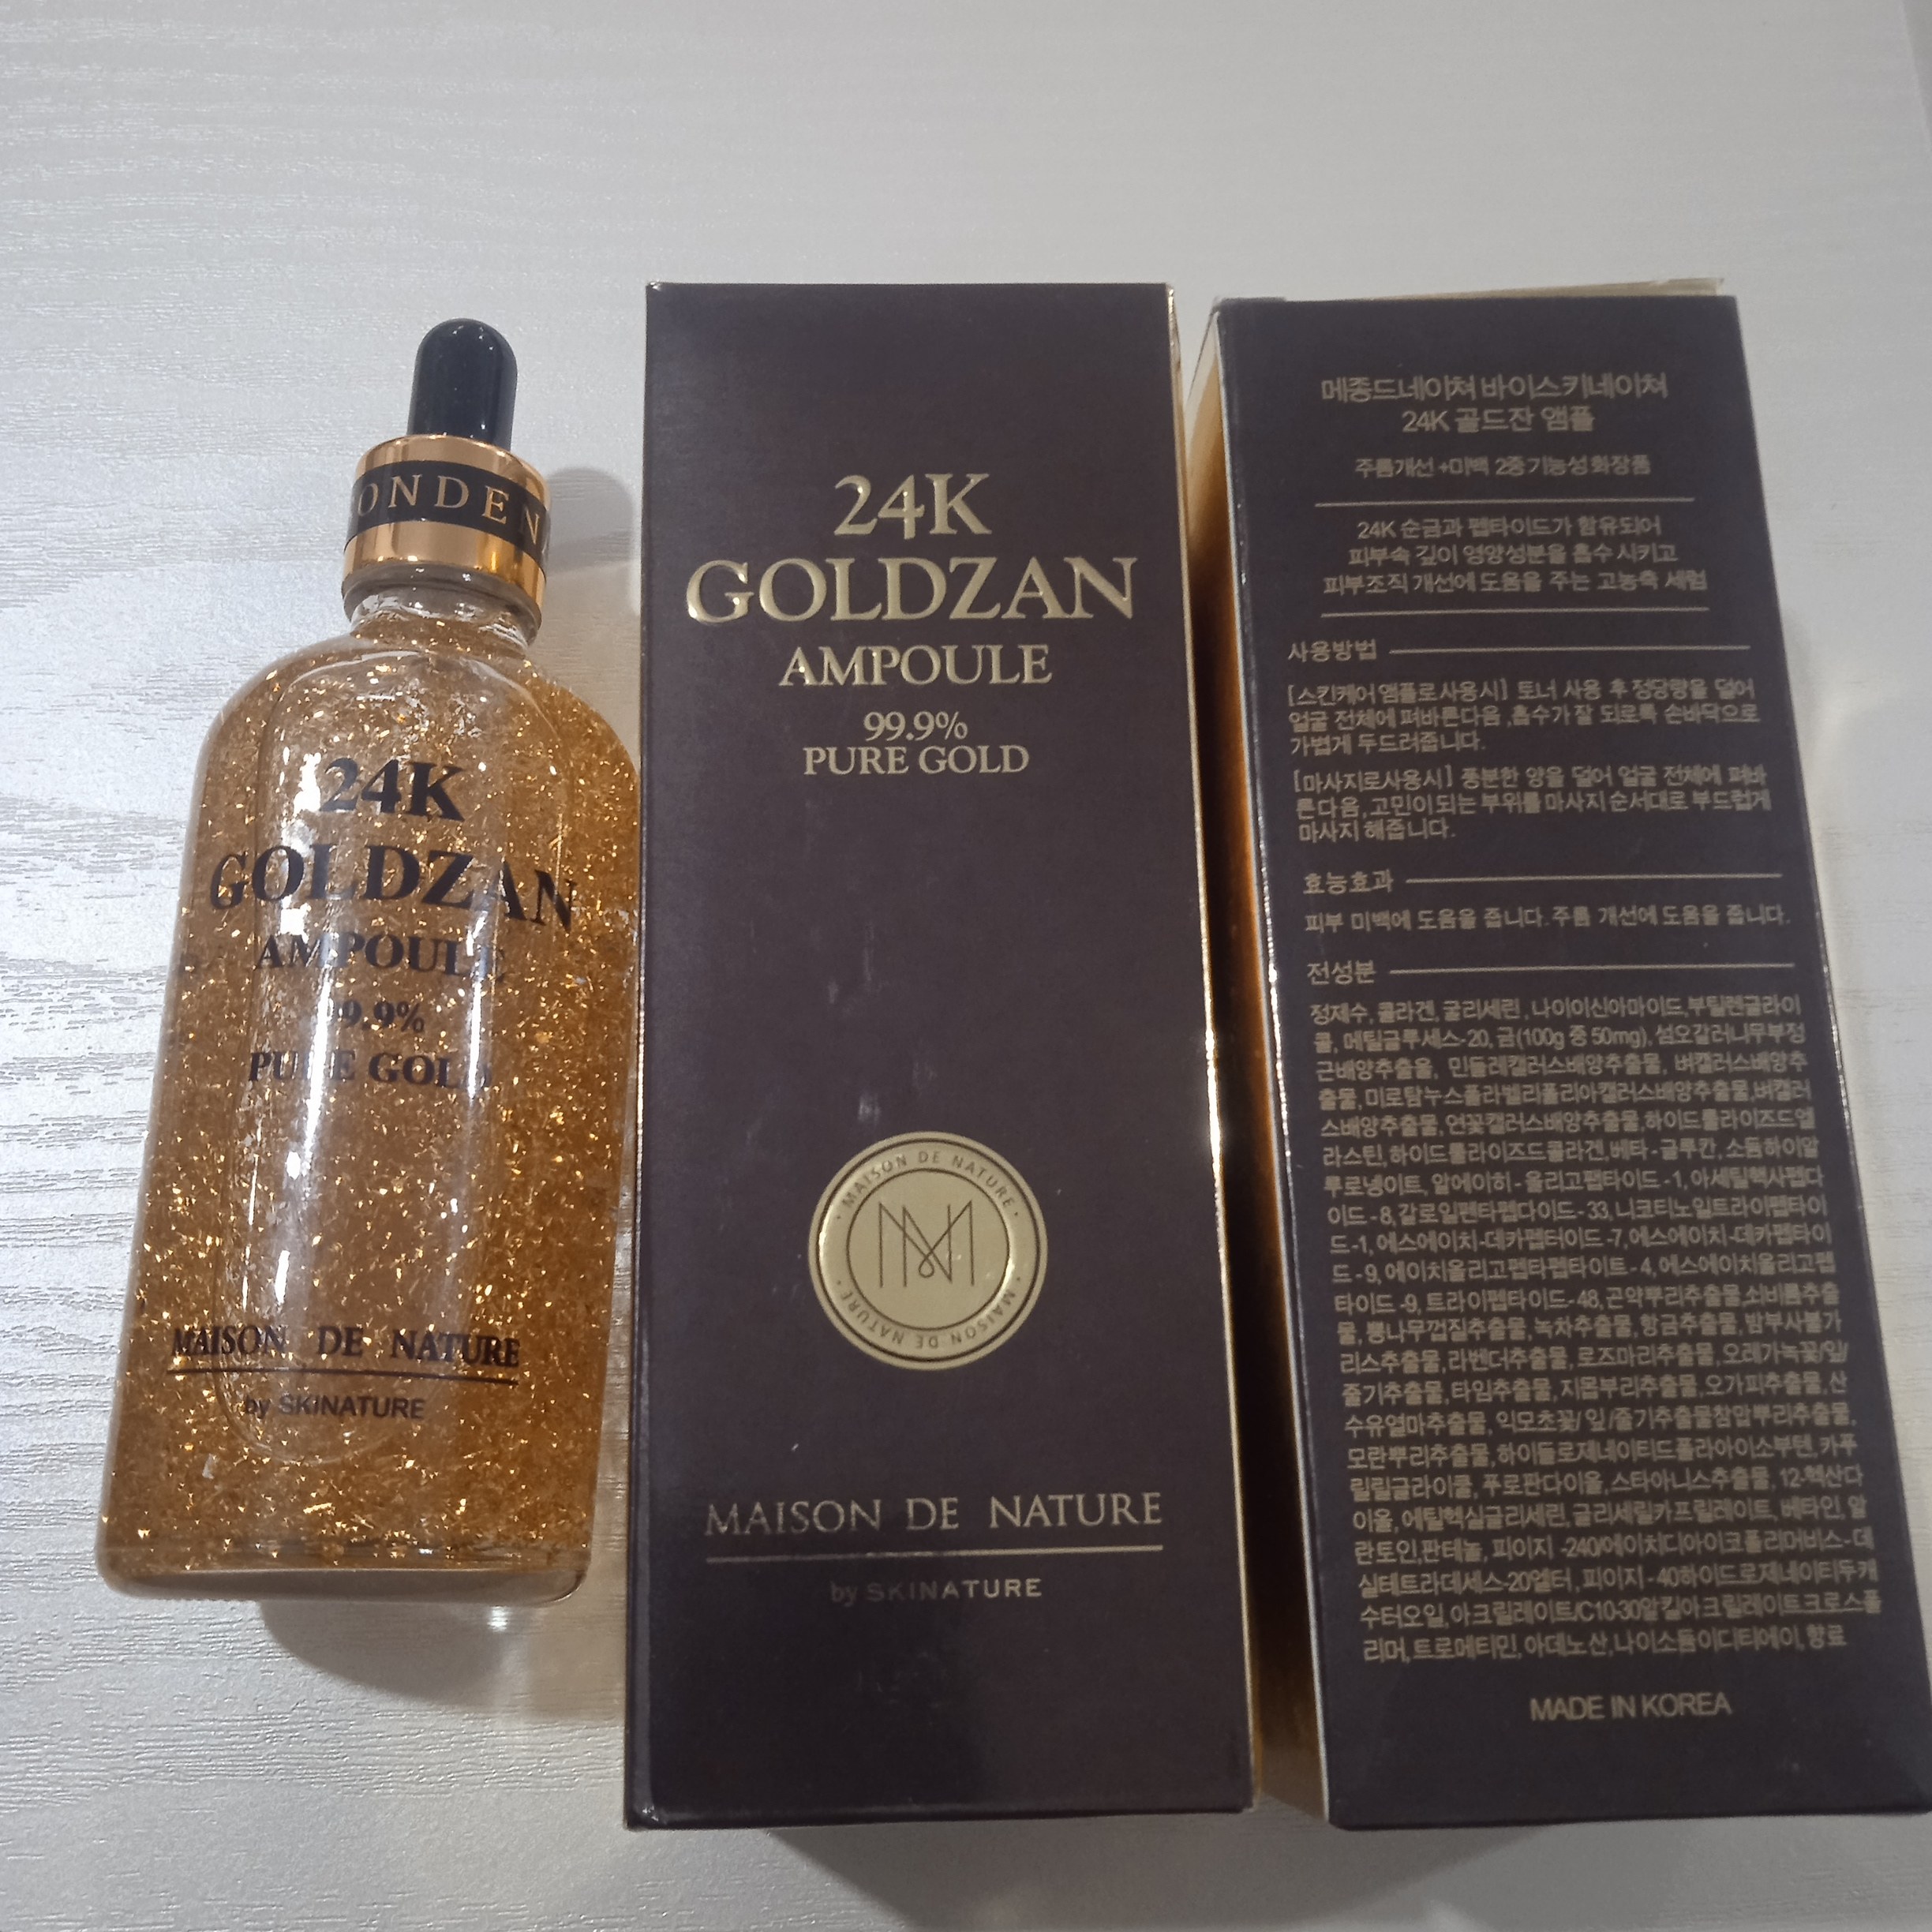 ONDEN
24K
GOLDZAN
AMPOULE
99.9%
PURE GOLD
MAISON DE NATURE
by SKINATURE
24K
GOLDZAN
AMPOULE
99.9%
PURE GOLD
MAISON DE NATURE · MAISON DE NATURE ·
MAISON DE NATURE
by SKINATURE
메종드네이쳐 바이스키네이쳐
24K 골드잔 앰플
주름개선 +미백 2중 기능성 화장품
24K 순금과 펩타이드가 함유되어
피부속 깊이 영양성분을 흡수 시키고
피부조직 개선에 도움을 주는 고농축 세럼
사용방법
[스킨케어 앰플로 사용시] 토너 사용 후 정당량을 덜어
얼굴 전체에 펴바른다음 ,흡수가 잘 되로록 손바닥으로
가볍게 두드려줍니다.
[마사지로사용시] 풍분한 양을 덜어 얼굴 전체에 펴바
른다음,고민이 되는 부위를 마사지 순서대로 부드럽게
마사지 해줍니다.
효능효과
피부 미백에 도움을 줍니다. 주름 개선에 도움을 줍니다.
전성분
정제수, 콜라겐, 글리세린, 나이이신아마이드,부틸렌글라이
콜, 메틸글루세스-20, 금(100g 중 50mg), 섬오갈러니무부정
근배양추출울, 민들레캘러스배양추출물, 벼캘러스배양추
출물,미로탐누스플라벨리폴리아캘러스배양추출물,벼캘러
스배양추출물,연꽃캘러스배양추출물,하이드롤라이즈드엘
라스틴,하이드롤라이즈드콜라겐,베타-글루칸, 소듐하이알
루로넹이트, 알에이히-올리고펩타이드-1, 아세틸헥사펩다
이드-8,갈로일펜타펩다이드-33, 니코티노일트라이펩타이
드-1, 에스에이치-데카펩터이드-7,에스에이치-데카펩타이
드-9, 에이치올리고펩타펩타이트-4, 에스에이치올리고펩
타이드-9, 트라이펩타이드-48,곤약뿌리추출물,쇠비름추출
물, 뽕나무껍질추출물,녹차추출물, 항금추출물,밤부사불가
리스추출물,라벤더추출물,로즈마리추출물,오레가녹꽃/잎/
줄기추출물,타임추출물, 지몹부리추출물,오가피추출물, 산
수유열마추출물, 익모초꽃/ 잎/줄기추출물참압뿌리추출물,
모란뿌리추출물,하이들로제네이티드폴라아이소부텐, 카푸
릴릴글라이콜, 푸로판다이올,스타아니스추출물, 12-헥산다
이올,에틸헥실글리세린, 글리세릴카프릴레이트, 베타인, 알
란토인,판테놀, 피이지 -240/에이치디아이코폴리머비스-데
실테트라데세스-20엘터, 피이지-40하이드로제네이티두캐
수터오일,아크릴레이트/C10-30알킬아크릴레이트크로스폴
리머,트로메티민, 아데노산,나이소듐이디티에이, 향료
MADE IN KOREA